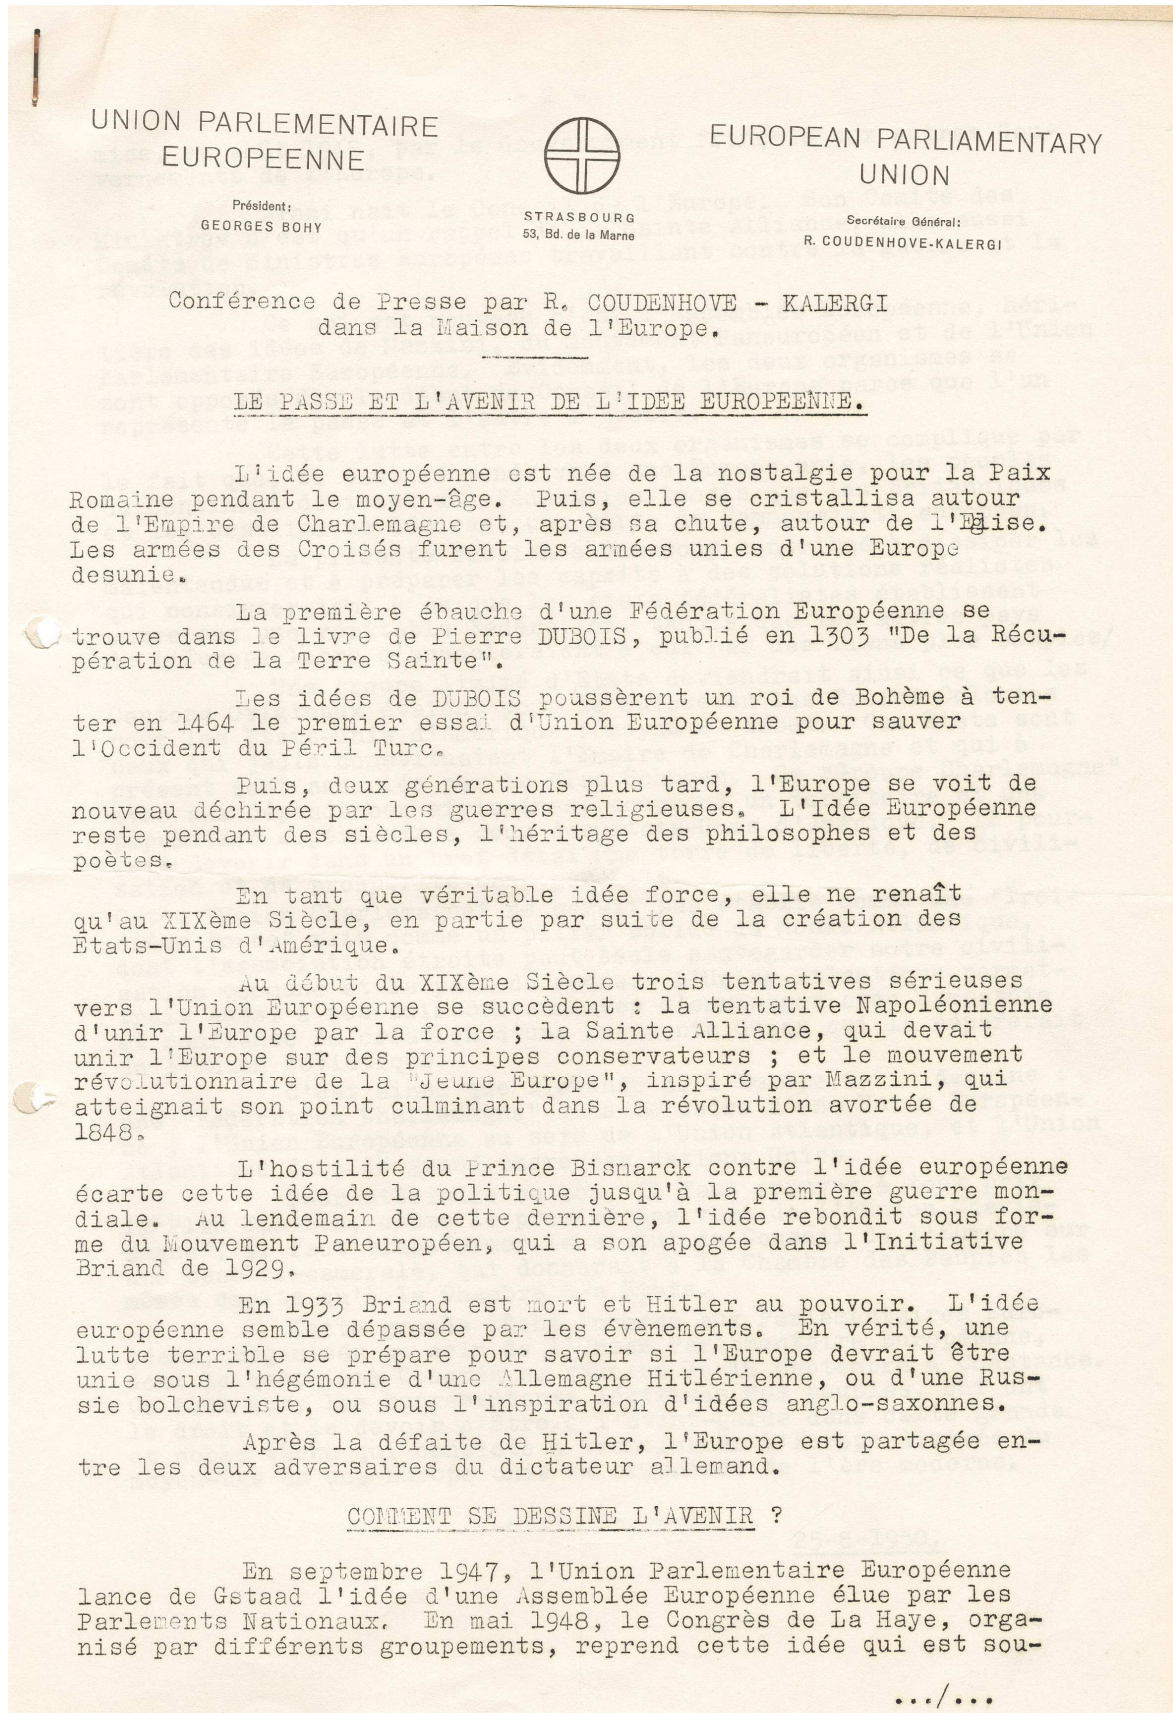 UNION PARLEMENTAIRE
EUROPEENNE
Président:
GEORGES BOHY
STRASBOURG
53, Bd. de la Marne
EUROPEAN PARLIAMENTARY
UNION
Secrétaire Général:
R. COUDENHOVE-KALERGI
Conférence de Presse par R. COUDENHOVE - KALERGI
dans la Maison de l'Europe.
LE PASSE ET L'AVENIR DE L'IDEE EUROPEENNE.
L'idée européenne est née de la nostalgie pour la Paix
Romaine pendant le moyen-âge. Puis, elle se cristallisa autour
de l'Empire de Charlemagne et, après sa chute, autour de l'Eglise.
Les armées des Croisés furent les armées unies d'une Europe
desunie.
La première ébauche d'une Fédération Européenne se
trouve dans le livre de Pierre DUBOIS, publié en 1303 "De la Récu-
pération de la Terre Sainte".
Les idées de DUBOIS poussèrent un roi de Bohème à ten-
ter en 1464 le premier essai d'Union Européenne pour sauver
l'Occident du Péril Turc.
Puis, deux générations plus tard, l'Europe se voit de
nouveau déchirée par les guerres religieuses. L'Idée Européenne
reste pendant des siècles, l'héritage des philosophes et des
poètes.
En tant que véritable idée force, elle ne renaît
qu'au XIXème Siècle, en partie par suite de la création des
Etats-Unis d'Amérique.
Au début du XIXème Siècle trois tentatives sérieuses
vers l'Union Européenne se succèdent : la tentative Napoléonienne
d'unir l'Europe par la force ; la Sainte Alliance, qui devait
unir l'Europe sur des principes conservateurs ; et le mouvement
révolutionnaire de la "Jeune Europe", inspiré par Mazzini, qui
atteignait son point culminant dans la révolution avortée de
1848.
L'hostilité du Prince Bismarck contre l'idée européenne
écarte cette idée de la politique jusqu'à la première guerre mon-
diale. Au lendemain de cette dernière, l'idée rebondit sous for-
me du Mouvement Paneuropéen, qui a son apogée dans l'Initiative
Briand de 1929.
En 1933 Briand est mort et Hitler au pouvoir. L'idée
européenne semble dépassée par les évènements. En vérité, une
lutte terrible se prépare pour savoir si l'Europe devrait être
unie sous l'hégémonie d'une Allemagne Hitlérienne, ou d'une Rus-
sie bolcheviste, ou sous l'inspiration d'idées anglo-saxonnes.
Après la défaite de Hitler, l'Europe est partagée en-
tre les deux adversaires du dictateur allemand.
COMMENT SE DESSINE L'AVENIR ?
En septembre 1947, l'Union Parlementaire Européenne
lance de Gstaad l'idée d'une Assemblée Européenne élue par les
Parlements Nationaux. En mai 1948, le Congrès de La Haye, orga-
nisé par différents groupements, reprend cette idée qui est sou-
.../...